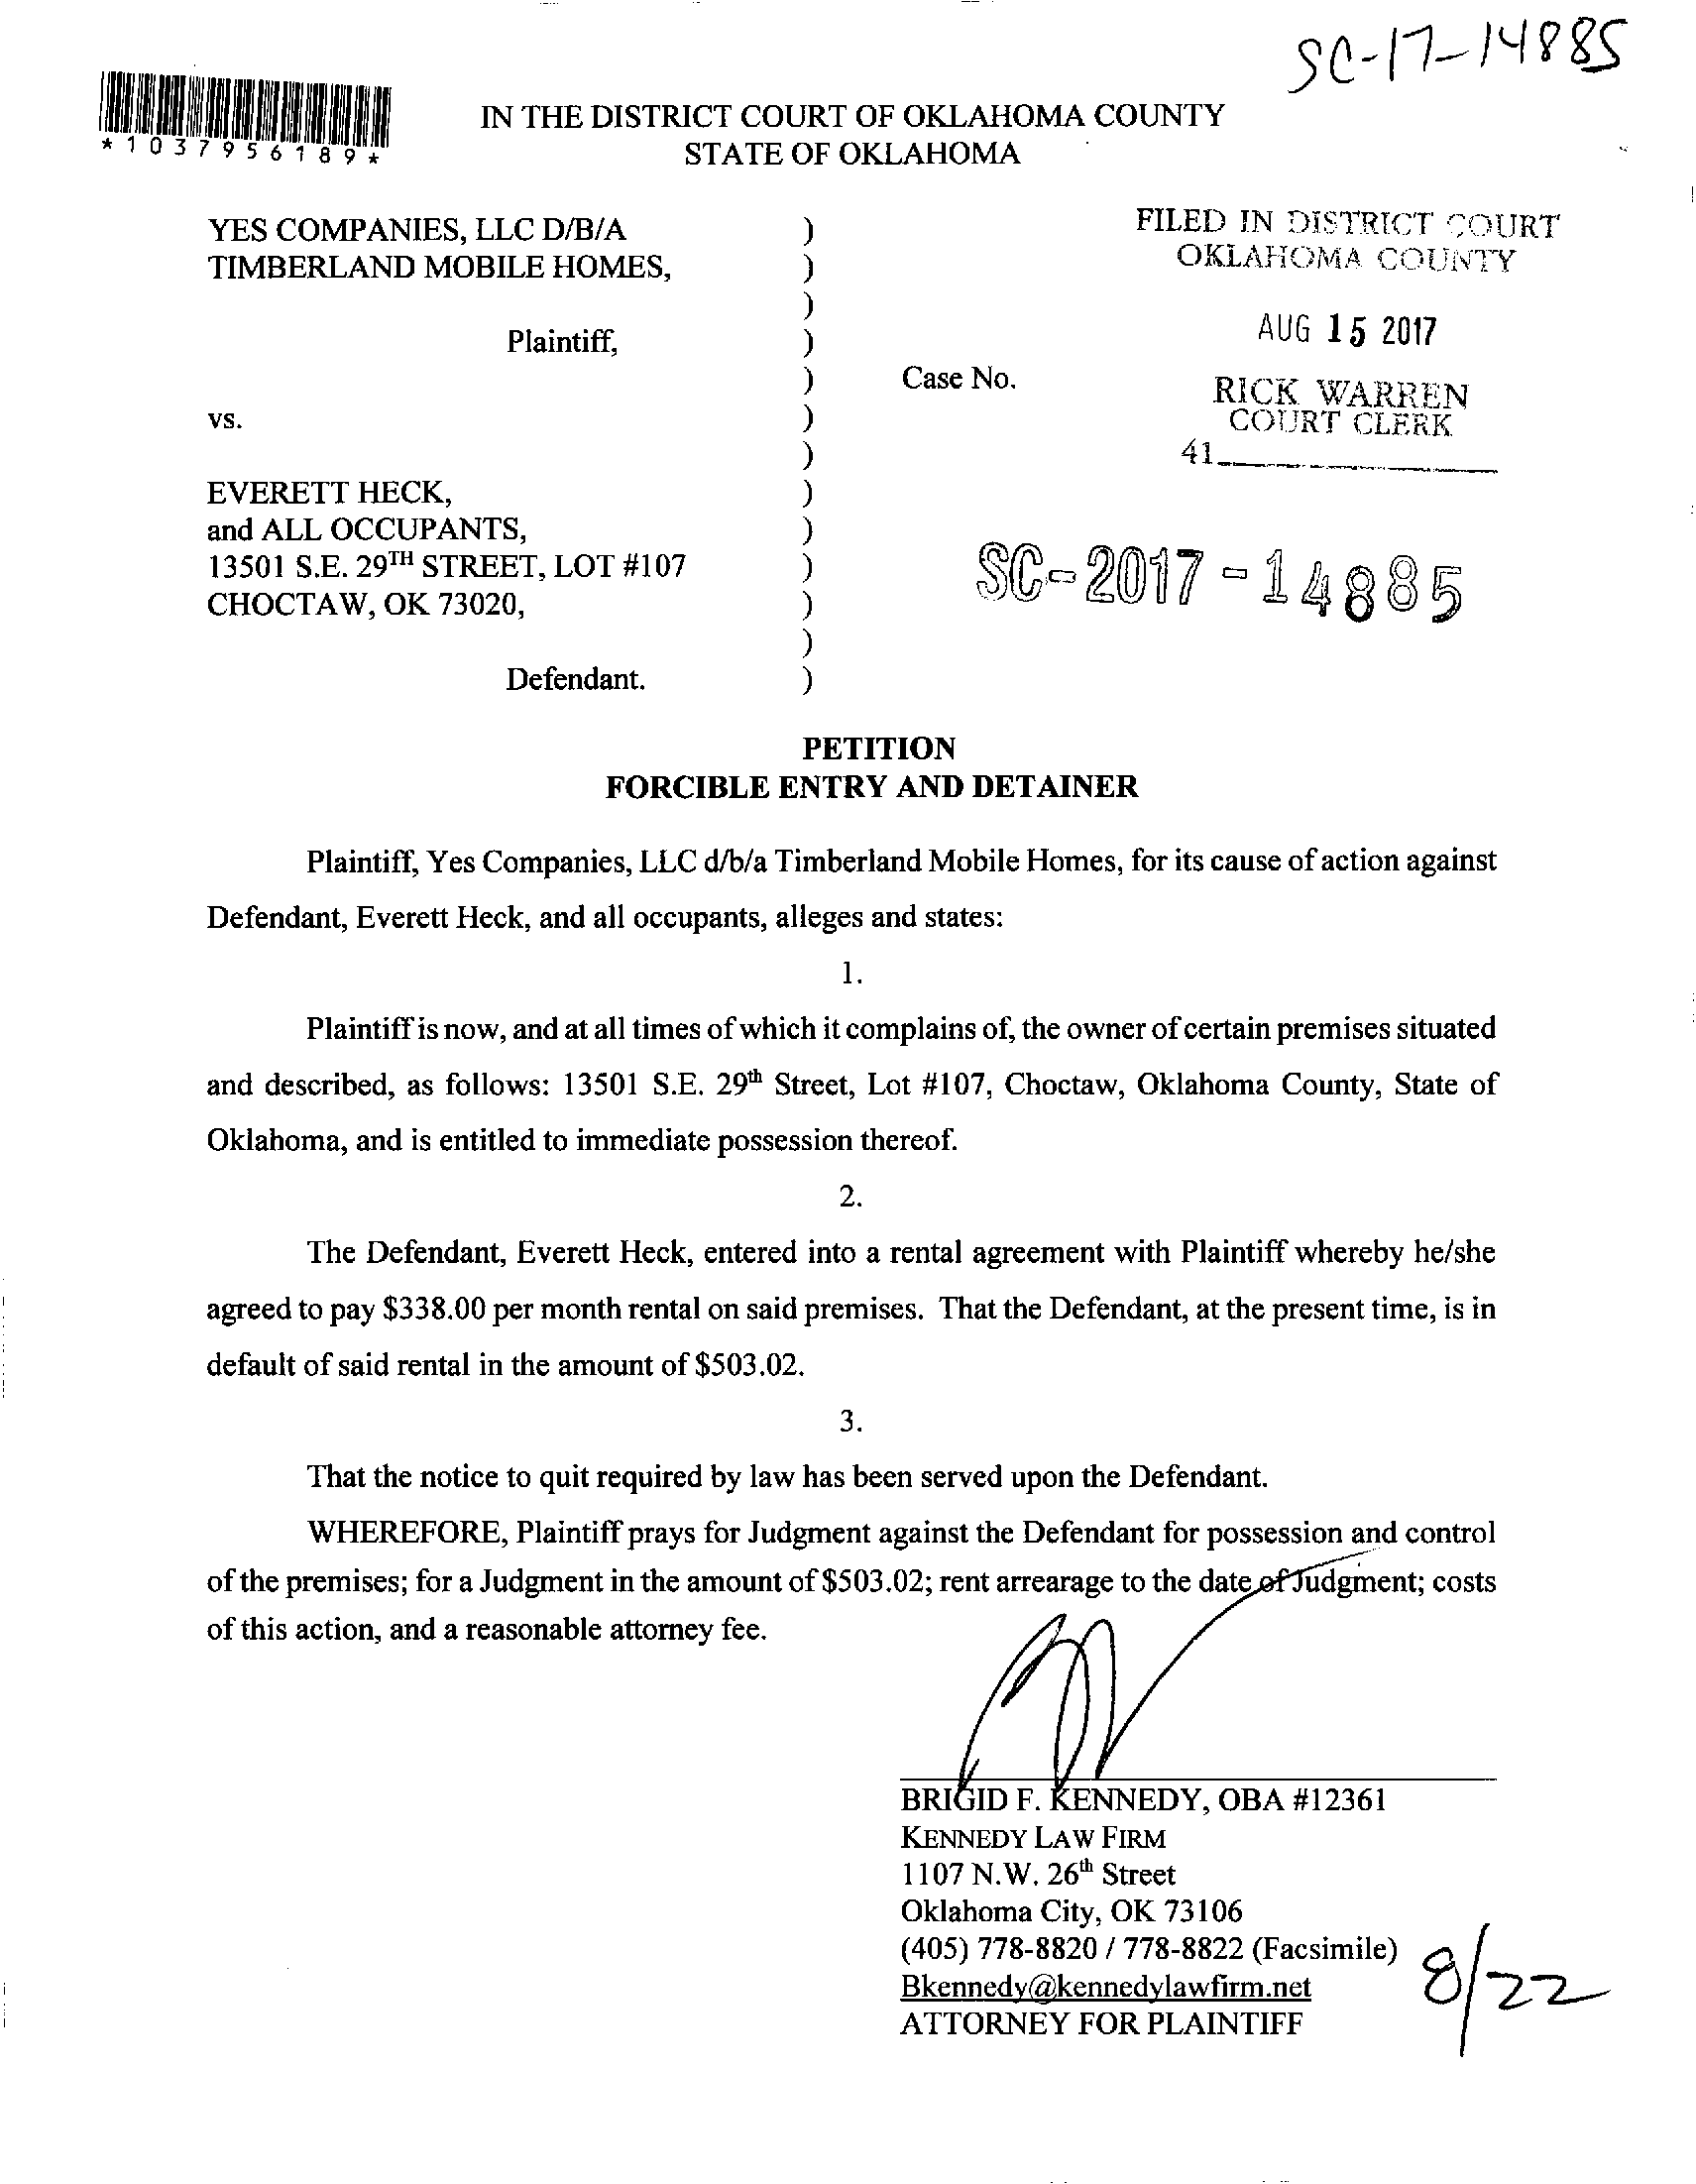 SC-17-14885
*1037956189*
IN THE DISTRICT COURT OF OKLAHOMA COUNTY
STATE OF OKLAHOMA
YES COMPANIES, LLC D/B/A
TIMBERLAND MOBILE HOMES,
Plaintiff,
vs.
EVERETT HECK,
and ALL OCCUPANTS,
13501 S.E. 29TH STREET, LOT #107
CHOCTAW, OK 73020,
Defendant.
)
)
)
)
)
)
)
)
)
)
)
)
)
Case No.
FILED IN DISTRICT COURT
OKLAHOMA COUNTY
AUG 15 2017
RICK WARREN
COURT CLERK
41
SC-2017-14885
PETITION
FORCIBLE ENTRY AND DETAINER
Plaintiff, Yes Companies, LLC d/b/a Timberland Mobile Homes, for its cause of action against
Defendant, Everett Heck, and all occupants, alleges and states:
1.
Plaintiff is now, and at all times of which it complains of, the owner of certain premises situated
and described, as follows: 13501 S.E. 29th Street, Lot #107, Choctaw, Oklahoma County, State of
Oklahoma, and is entitled to immediate possession thereof.
2.
The Defendant, Everett Heck, entered into a rental agreement with Plaintiff whereby he/she
agreed to pay $338.00 per month rental on said premises. That the Defendant, at the present time, is in
default of said rental in the amount of $503.02.
3.
That the notice to quit required by law has been served upon the Defendant.
WHEREFORE, Plaintiff prays for Judgment against the Defendant for possession and control
of the premises; for a Judgment in the amount of $503.02; rent arrearage to the date of Judgment; costs
of this action, and a reasonable attorney fee.
BRIGID F. KENNEDY, OBA #12361
KENNEDY LAW FIRM
1107 N.W. 26th Street
Oklahoma City, OK 73106
(405) 778-8820 / 778-8822 (Facsimile)
Bkennedy@kennedylawfirm.net
ATTORNEY FOR PLAINTIFF
8/22